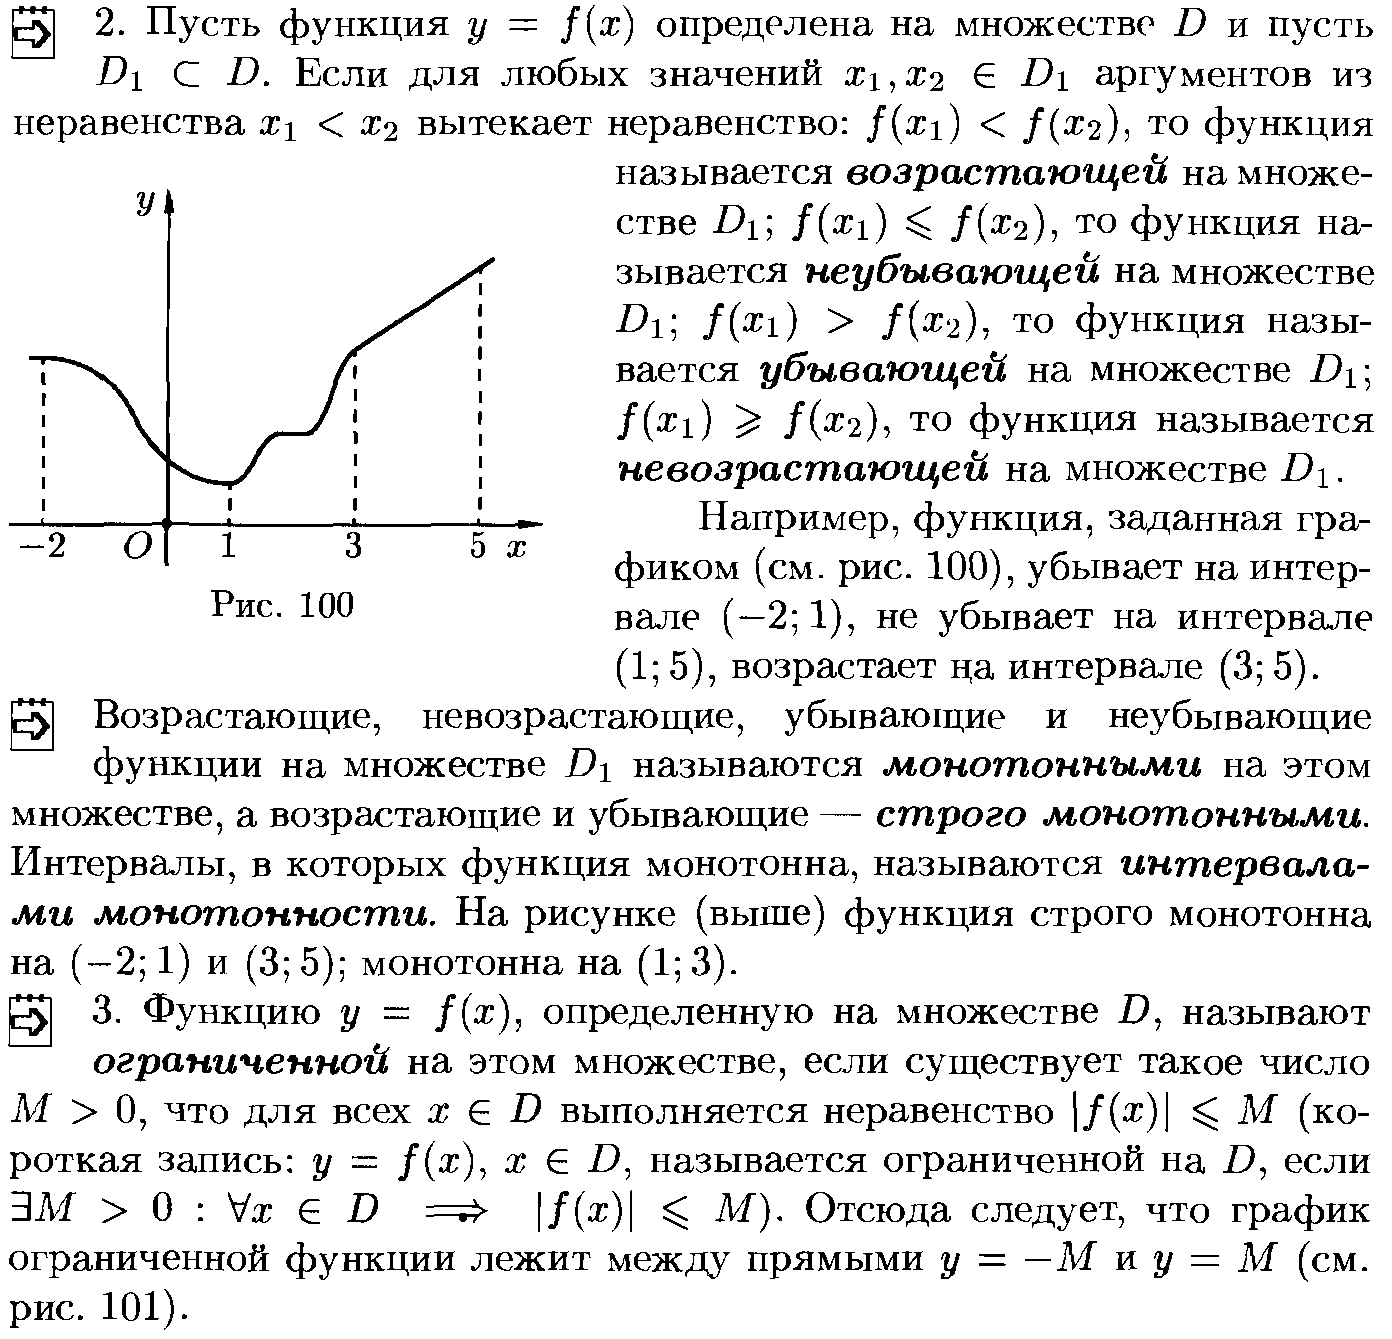 2. Пусть функция y = f(x) определена на множестве D и пусть
D₁ ⊂ D. Если для любых значений x₁, x₂ ∈ D₁ аргументов из
неравенства x₁ < x₂ вытекает неравенство: f(x₁) < f(x₂), то функция
называется возрастающей на множе-
стве D₁; f(x₁) ⩽ f(x₂), то функция на-
зывается неубывающей на множестве
D₁; f(x₁) > f(x₂), то функция назы-
вается убывающей на множестве D₁;
f(x₁) ⩾ f(x₂), то функция называется
невозрастающей на множестве D₁.
y
−2 O 1 3 5 x
Рис. 100
Например, функция, заданная гра-
фиком (см. рис. 100), убывает на интер-
вале (−2; 1), не убывает на интервале
(1; 5), возрастает на интервале (3; 5).
Возрастающие, невозрастающие, убывающие и неубывающие
функции на множестве D₁ называются монотонными на этом
множестве, а возрастающие и убывающие — строго монотонными.
Интервалы, в которых функция монотонна, называются интервала-
ми монотонности. На рисунке (выше) функция строго монотонна
на (−2; 1) и (3; 5); монотонна на (1; 3).
3. Функцию y = f(x), определенную на множестве D, называют
ограниченной на этом множестве, если существует такое число
M > 0, что для всех x ∈ D выполняется неравенство |f(x)| ⩽ M (ко-
роткая запись: y = f(x), x ∈ D, называется ограниченной на D, если
∃M > 0 : ∀x ∈ D ⟹ |f(x)| ⩽ M). Отсюда следует, что график
ограниченной функции лежит между прямыми y = −M и y = M (см.
рис. 101).